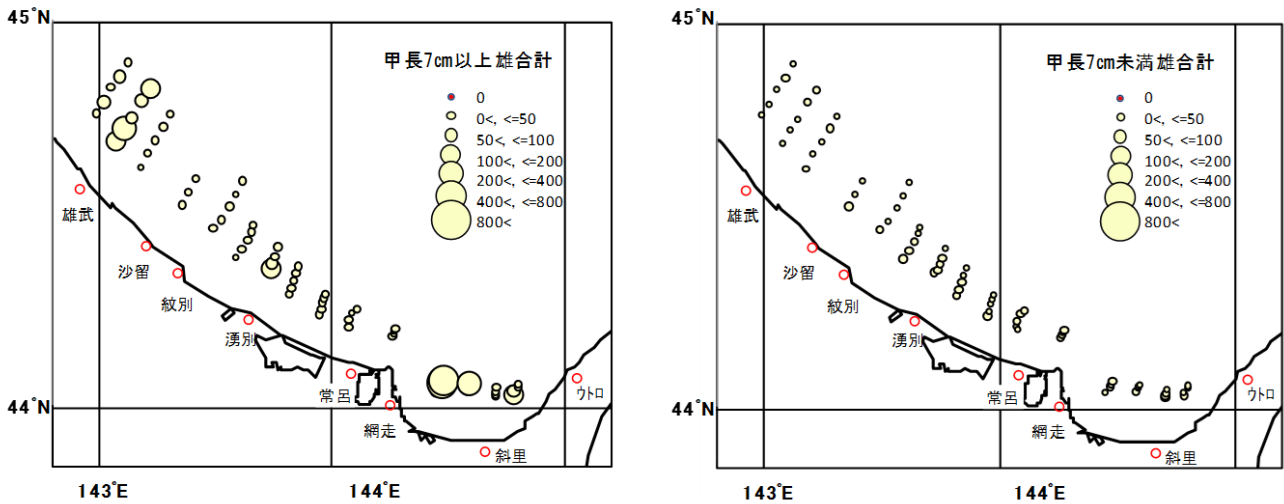 45°N
甲長7cm以上雄合計
0
0<, <=50
50<, <=100
100<, <=200
200<, <=400
400<, <=800
800<
雄武
沙留
紋別
湧別
常呂
網走
斜里
ウトロ
44°N
143°E
144°E
45°N
甲長7cm未満雄合計
0
0<, <=50
50<, <=100
100<, <=200
200<, <=400
400<, <=800
800<
雄武
沙留
紋別
湧別
常呂
網走
斜里
ウトロ
44°N
143°E
144°E